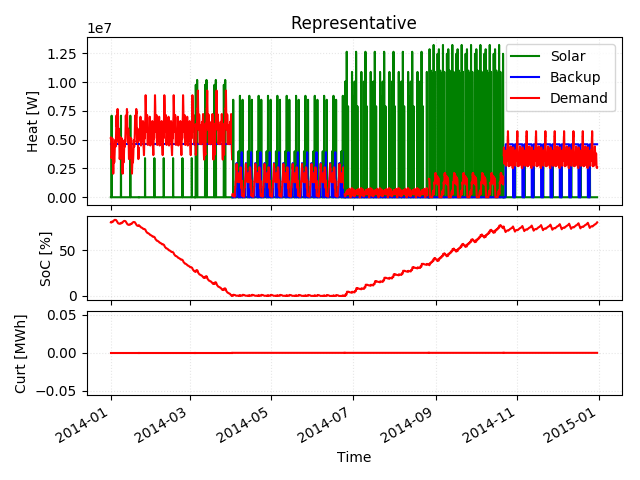 Representative
1e7
Heat [W]
1.25
1.00
0.75
0.50
0.25
0.00
Solar
Backup
Demand
SoC [%]
50
0
Curt [MWh]
0.05
0.00
−0.05
2014-01
2014-03
2014-05
2014-07
2014-09
2014-11
2015-01
Time